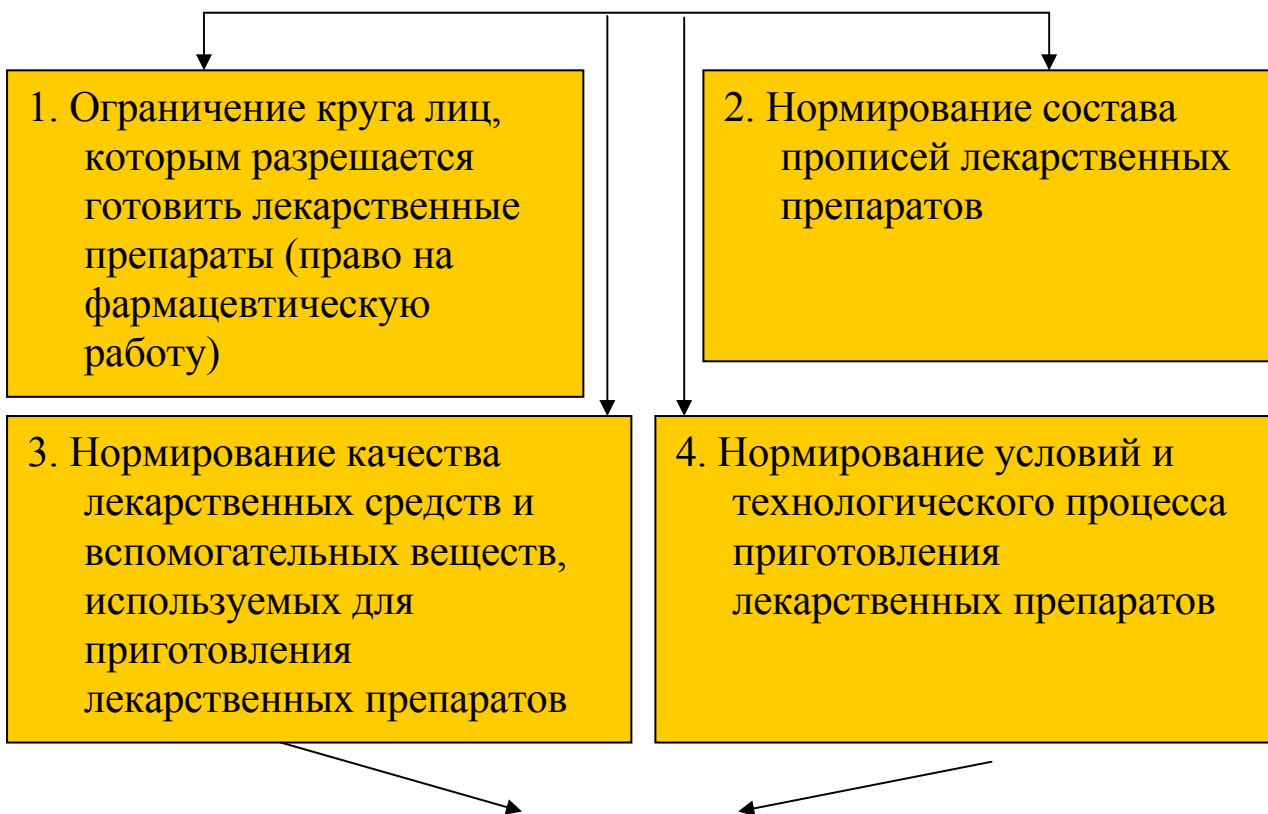 1. Ограничение круга лиц,
которым разрешается
готовить лекарственные
препараты (право на
фармацевтическую
работу)
2. Нормирование состава
прописей лекарственных
препаратов
3. Нормирование качества
лекарственных средств и
вспомогательных веществ,
используемых для
приготовления
лекарственных препаратов
4. Нормирование условий и
технологического процесса
приготовления
лекарственных препаратов